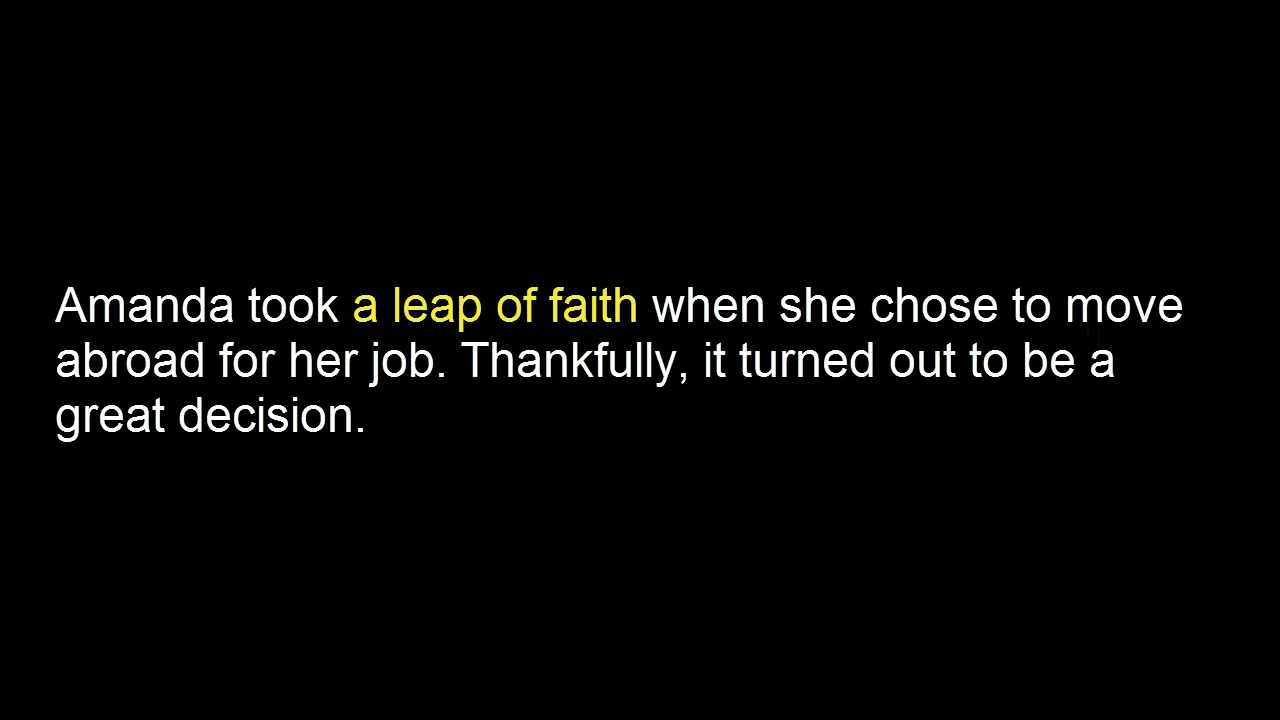 Amanda took a leap of faith when she chose to move
abroad for her job. Thankfully, it turned out to be a
great decision.